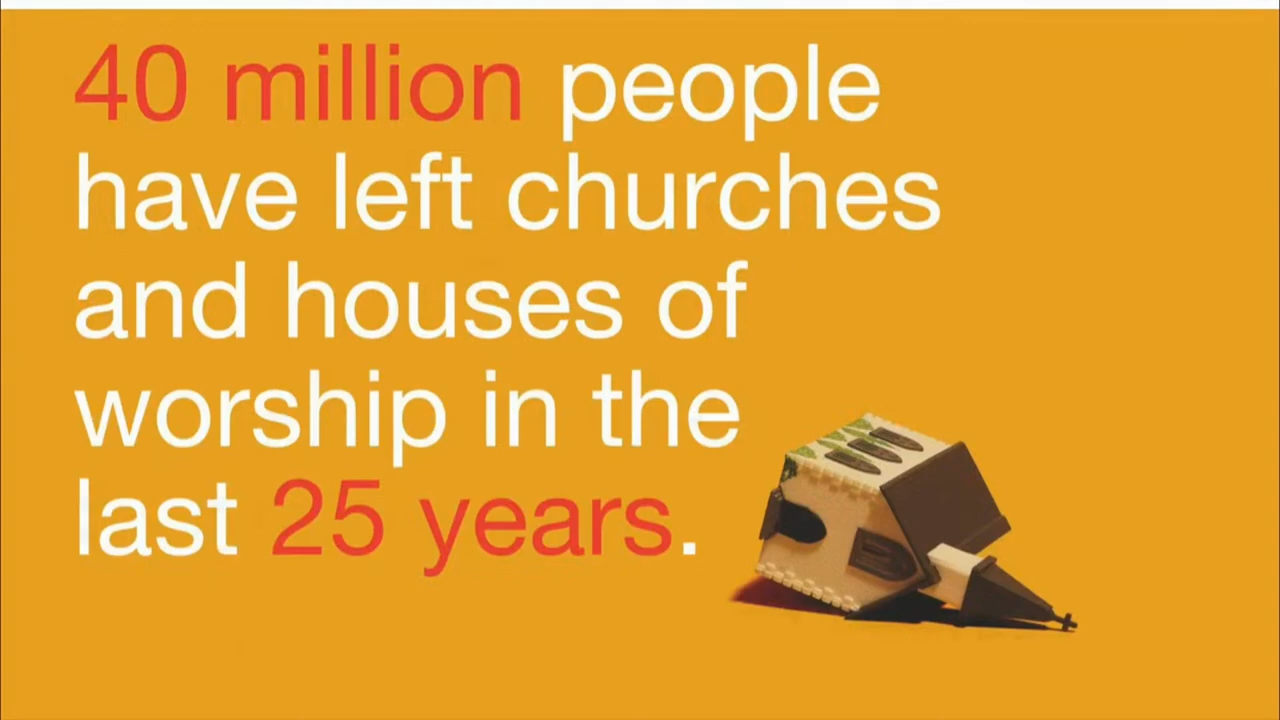 40 million people
have left churches
and houses of
worship in the
last 25 years.